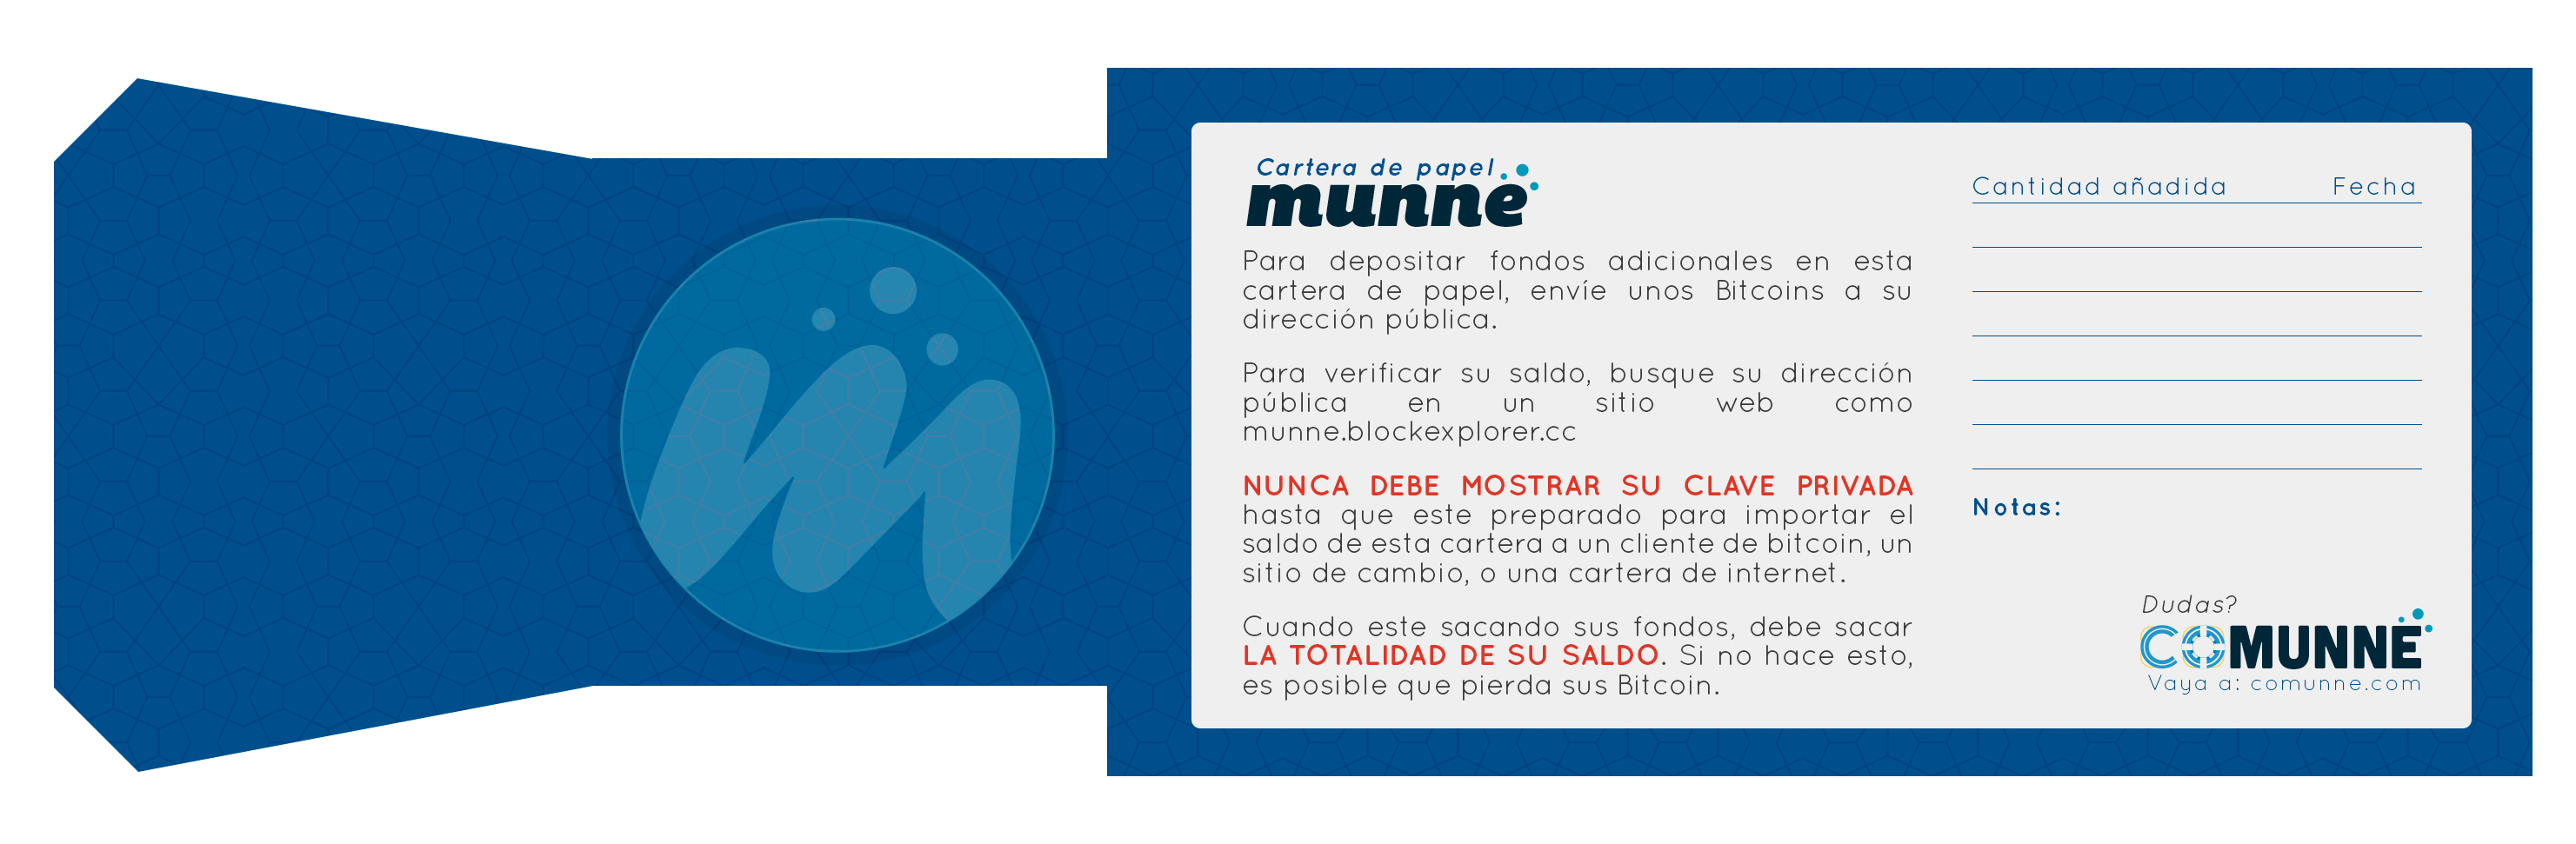 Cartera de papel
munne
Para depositar fondos adicionales en esta
cartera de papel, envíe unos Bitcoins a su
dirección pública.
Para verificar su saldo, busque su dirección
pública en un sitio web como
munne.blockexplorer.cc
NUNCA DEBE MOSTRAR SU CLAVE PRIVADA
hasta que este preparado para importar el
saldo de esta cartera a un cliente de bitcoin, un
sitio de cambio, o una cartera de internet.
Cuando este sacando sus fondos, debe sacar
LA TOTALIDAD DE SU SALDO. Si no hace esto,
es posible que pierda sus Bitcoin.
Cantidad añadida Fecha
Notas:
Dudas?
COMUNNE
Vaya a: comunne.com